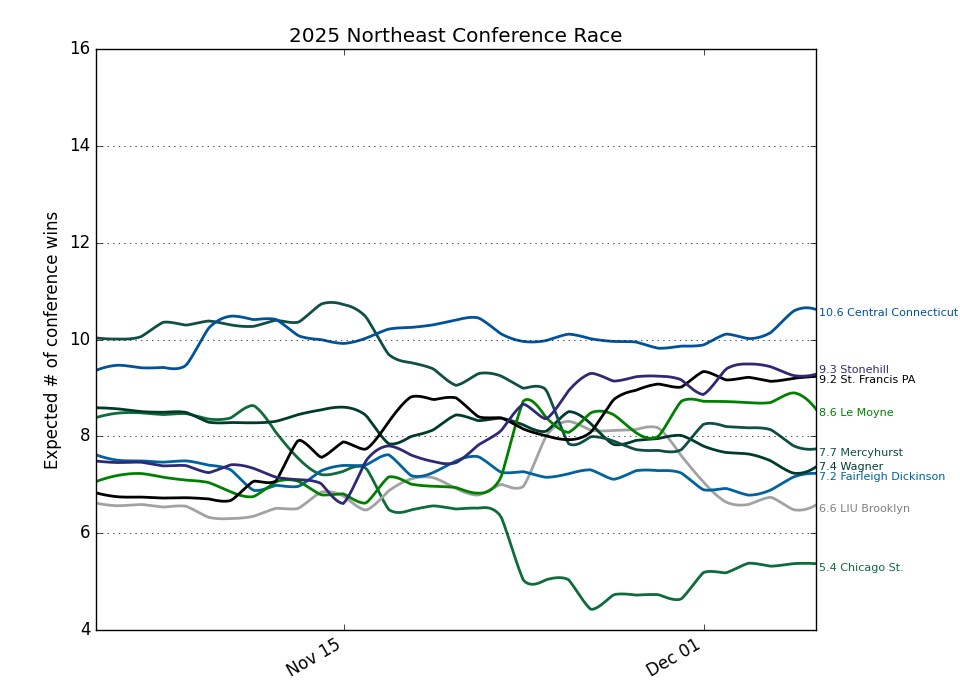 2025 Northeast Conference Race
16
14
12
10
8
6
4
Expected # of conference wins
10.6 Central Connecticut
9.3 Stonehill
9.2 St. Francis PA
8.6 Le Moyne
7.7 Mercyhurst
7.4 Wagner
7.2 Fairleigh Dickinson
6.6 LIU Brooklyn
5.4 Chicago St.
Nov 15
Dec 01